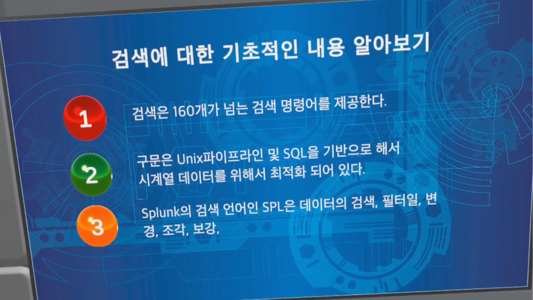 검색에 대한 기초적인 내용 알아보기
1
검색은 160개가 넘는 검색 명령어를 제공한다.
2
구문은 Unix파이프라인 및 SQL을 기반으로 해서
시계열 데이터를 위해서 최적화 되어 있다.
3
Splunk의 검색 언어인 SPL은 데이터의 검색, 필터일, 변
경, 조각, 보강,